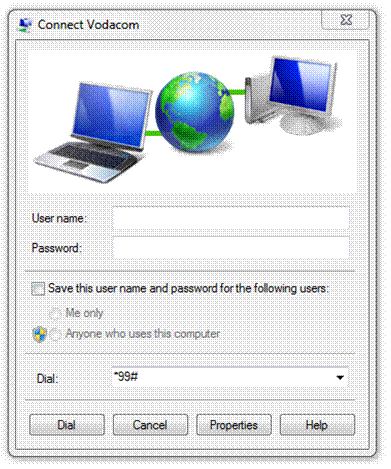 Connect Vodacom
User name:
Password:
Save this user name and password for the following users:
Me only
Anyone who uses this computer
Dial: *99#
Dial Cancel Properties Help